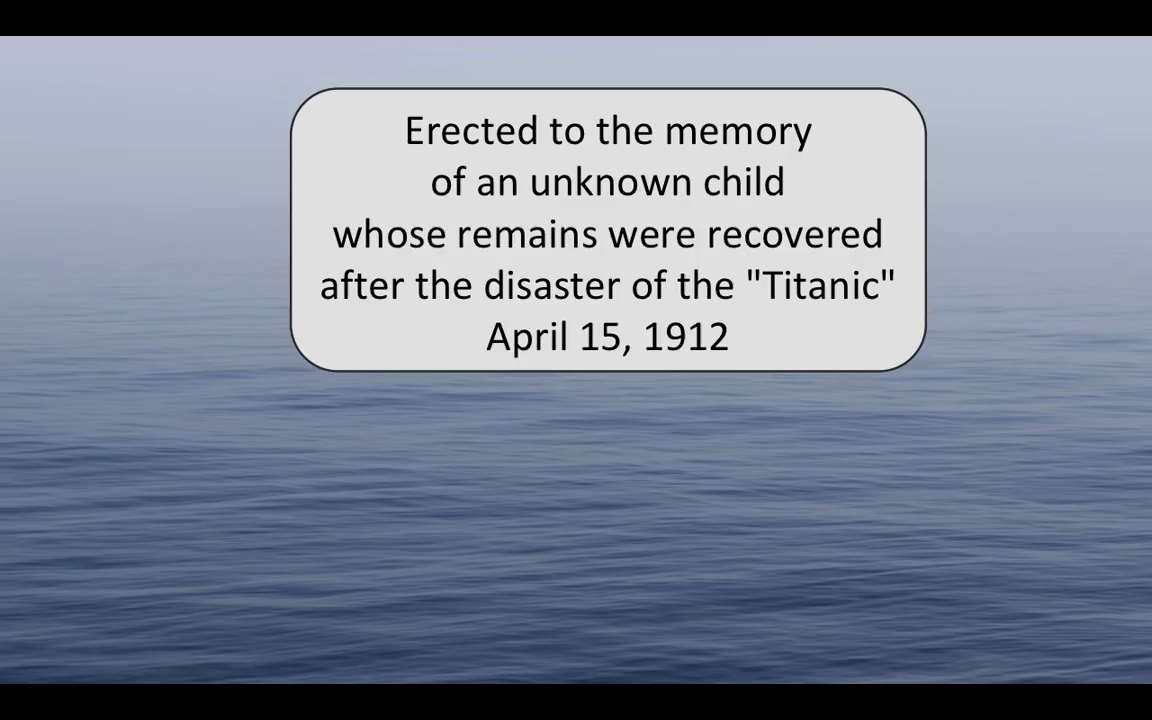 Erected to the memory
of an unknown child
whose remains were recovered
after the disaster of the "Titanic"
April 15, 1912